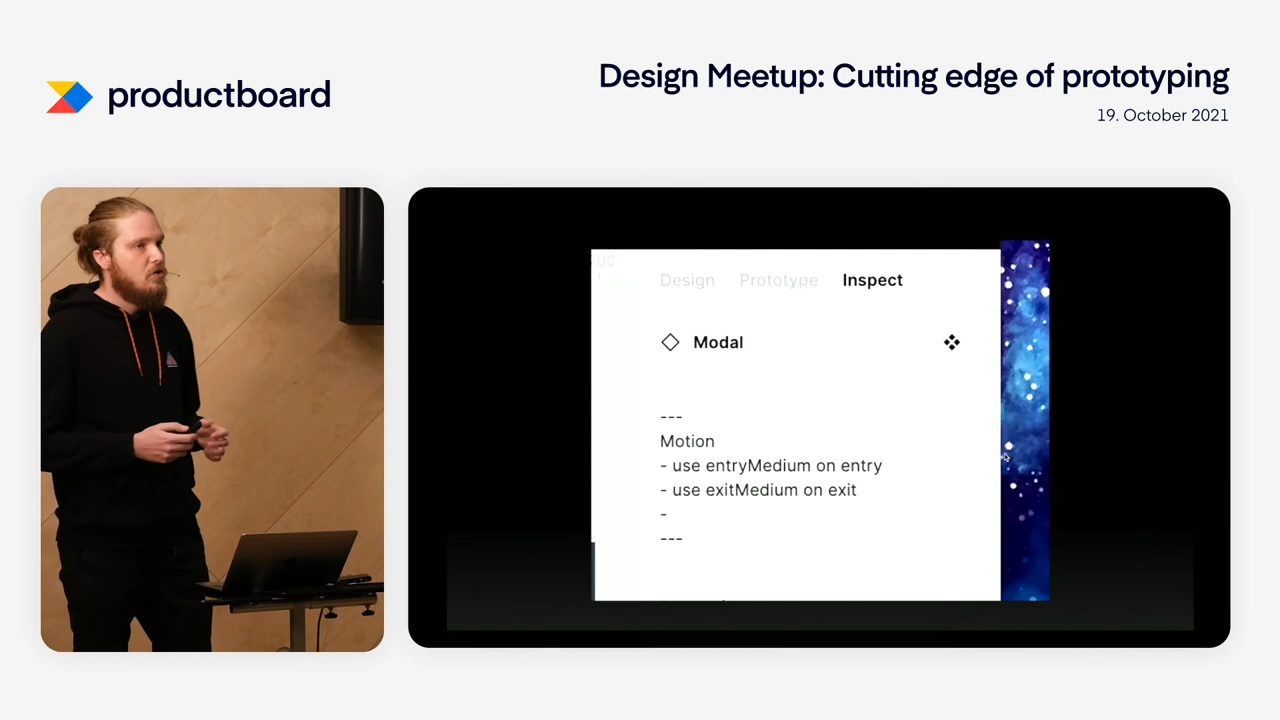 productboard
Design Meetup: Cutting edge of prototyping
19. October 2021
700
Design Prototype Inspect
Modal
---
Motion
- use entryMedium on entry
- use exitMedium on exit
-
---